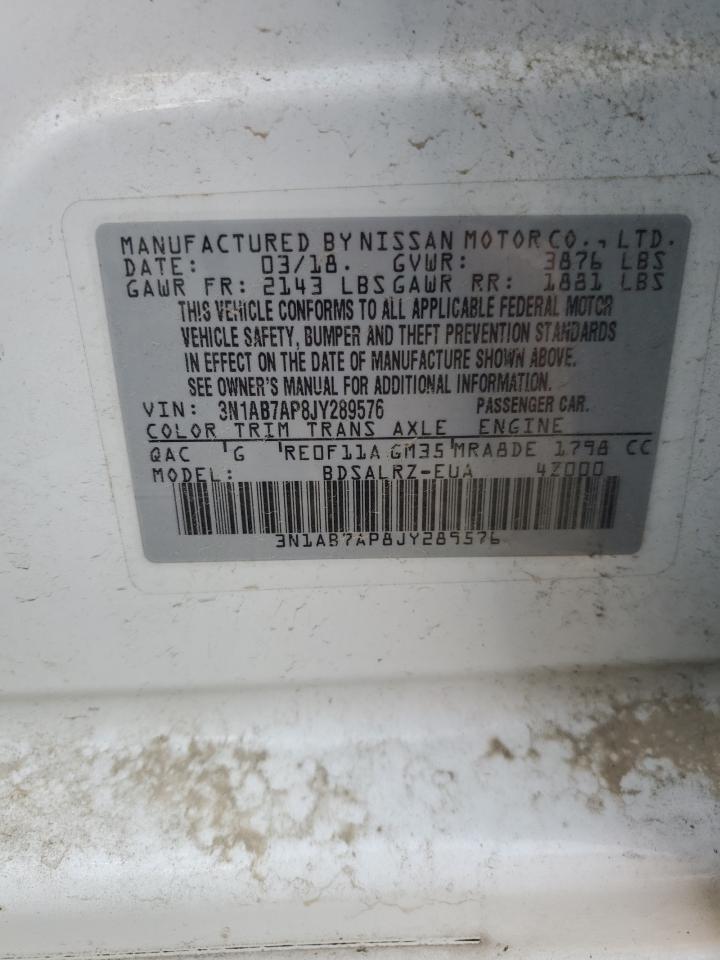 MANUFACTURED BY NISSAN MOTOR CO., LTD.
DATE: 03/18. GVWR: 3876 LBS
GAWR FR: 2143 LBS GAWR RR: 1881 LBS
THIS VEHICLE CONFORMS TO ALL APPLICABLE FEDERAL MOTOR
VEHICLE SAFETY, BUMPER AND THEFT PREVENTION STANDARDS
IN EFFECT ON THE DATE OF MANUFACTURE SHOWN ABOVE.
SEE OWNER'S MANUAL FOR ADDITIONAL INFORMATION.
VIN: 3N1AB7AP8JY289576 PASSENGER CAR.
COLOR TRIM TRANS AXLE ENGINE
QAC G RE0F11A GM35 MRA8DE 1798 CC
MODEL: BDSALRZ-EUA 4Z000
3N1AB7AP8JY289576